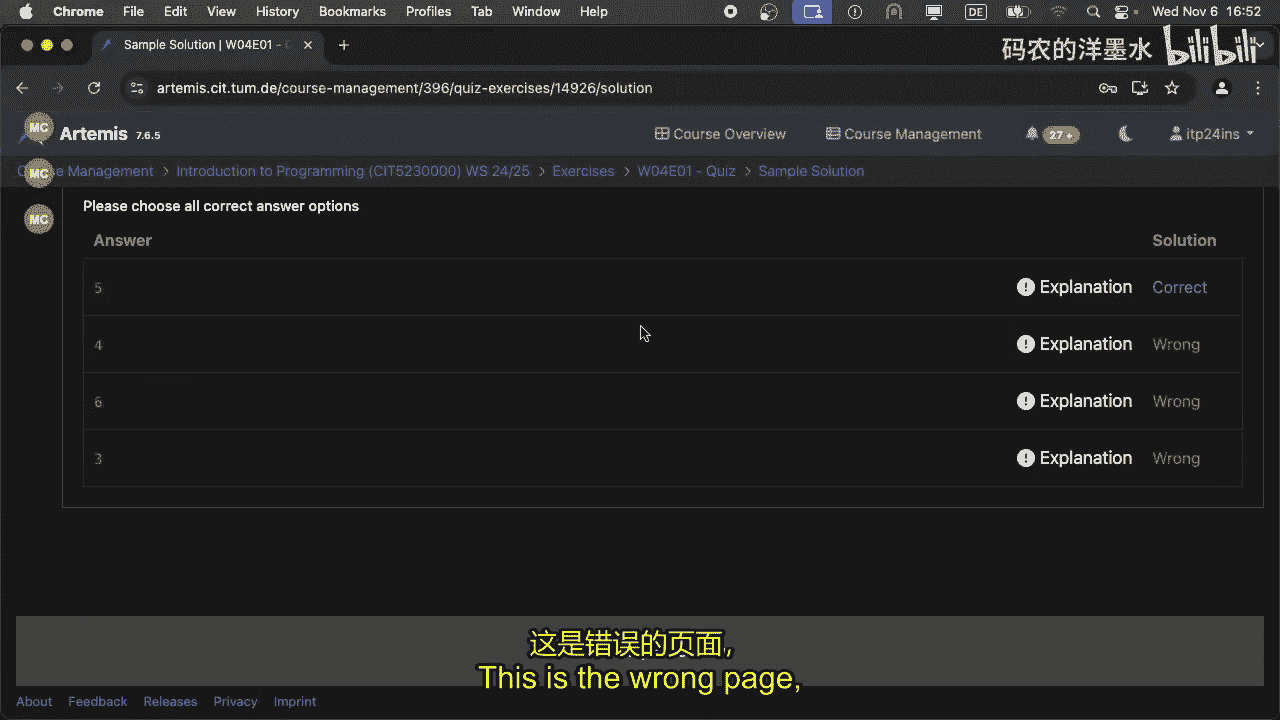 Chrome File Edit View History Bookmarks Profiles Tab Window Help DE Wed Nov 6 16:52
Sample Solution | W04E01 -
码农的洋墨水 bilibili
artemis.cit.tum.de/course-management/396/quiz-exercises/14926/solution
MC Artemis 7.6.5 Course Overview Course Management 27+ itp24ins
MC e Management > Introduction to Programming (CIT5230000) WS 24/25 > Exercises > W04E01 - Quiz > Sample Solution
MC
Please choose all correct answer options
Answer Solution
5 Explanation Correct
4 Explanation Wrong
6 Explanation Wrong
3 Explanation Wrong
这是错误的页面,
This is the wrong page,
About Feedback Releases Privacy Imprint